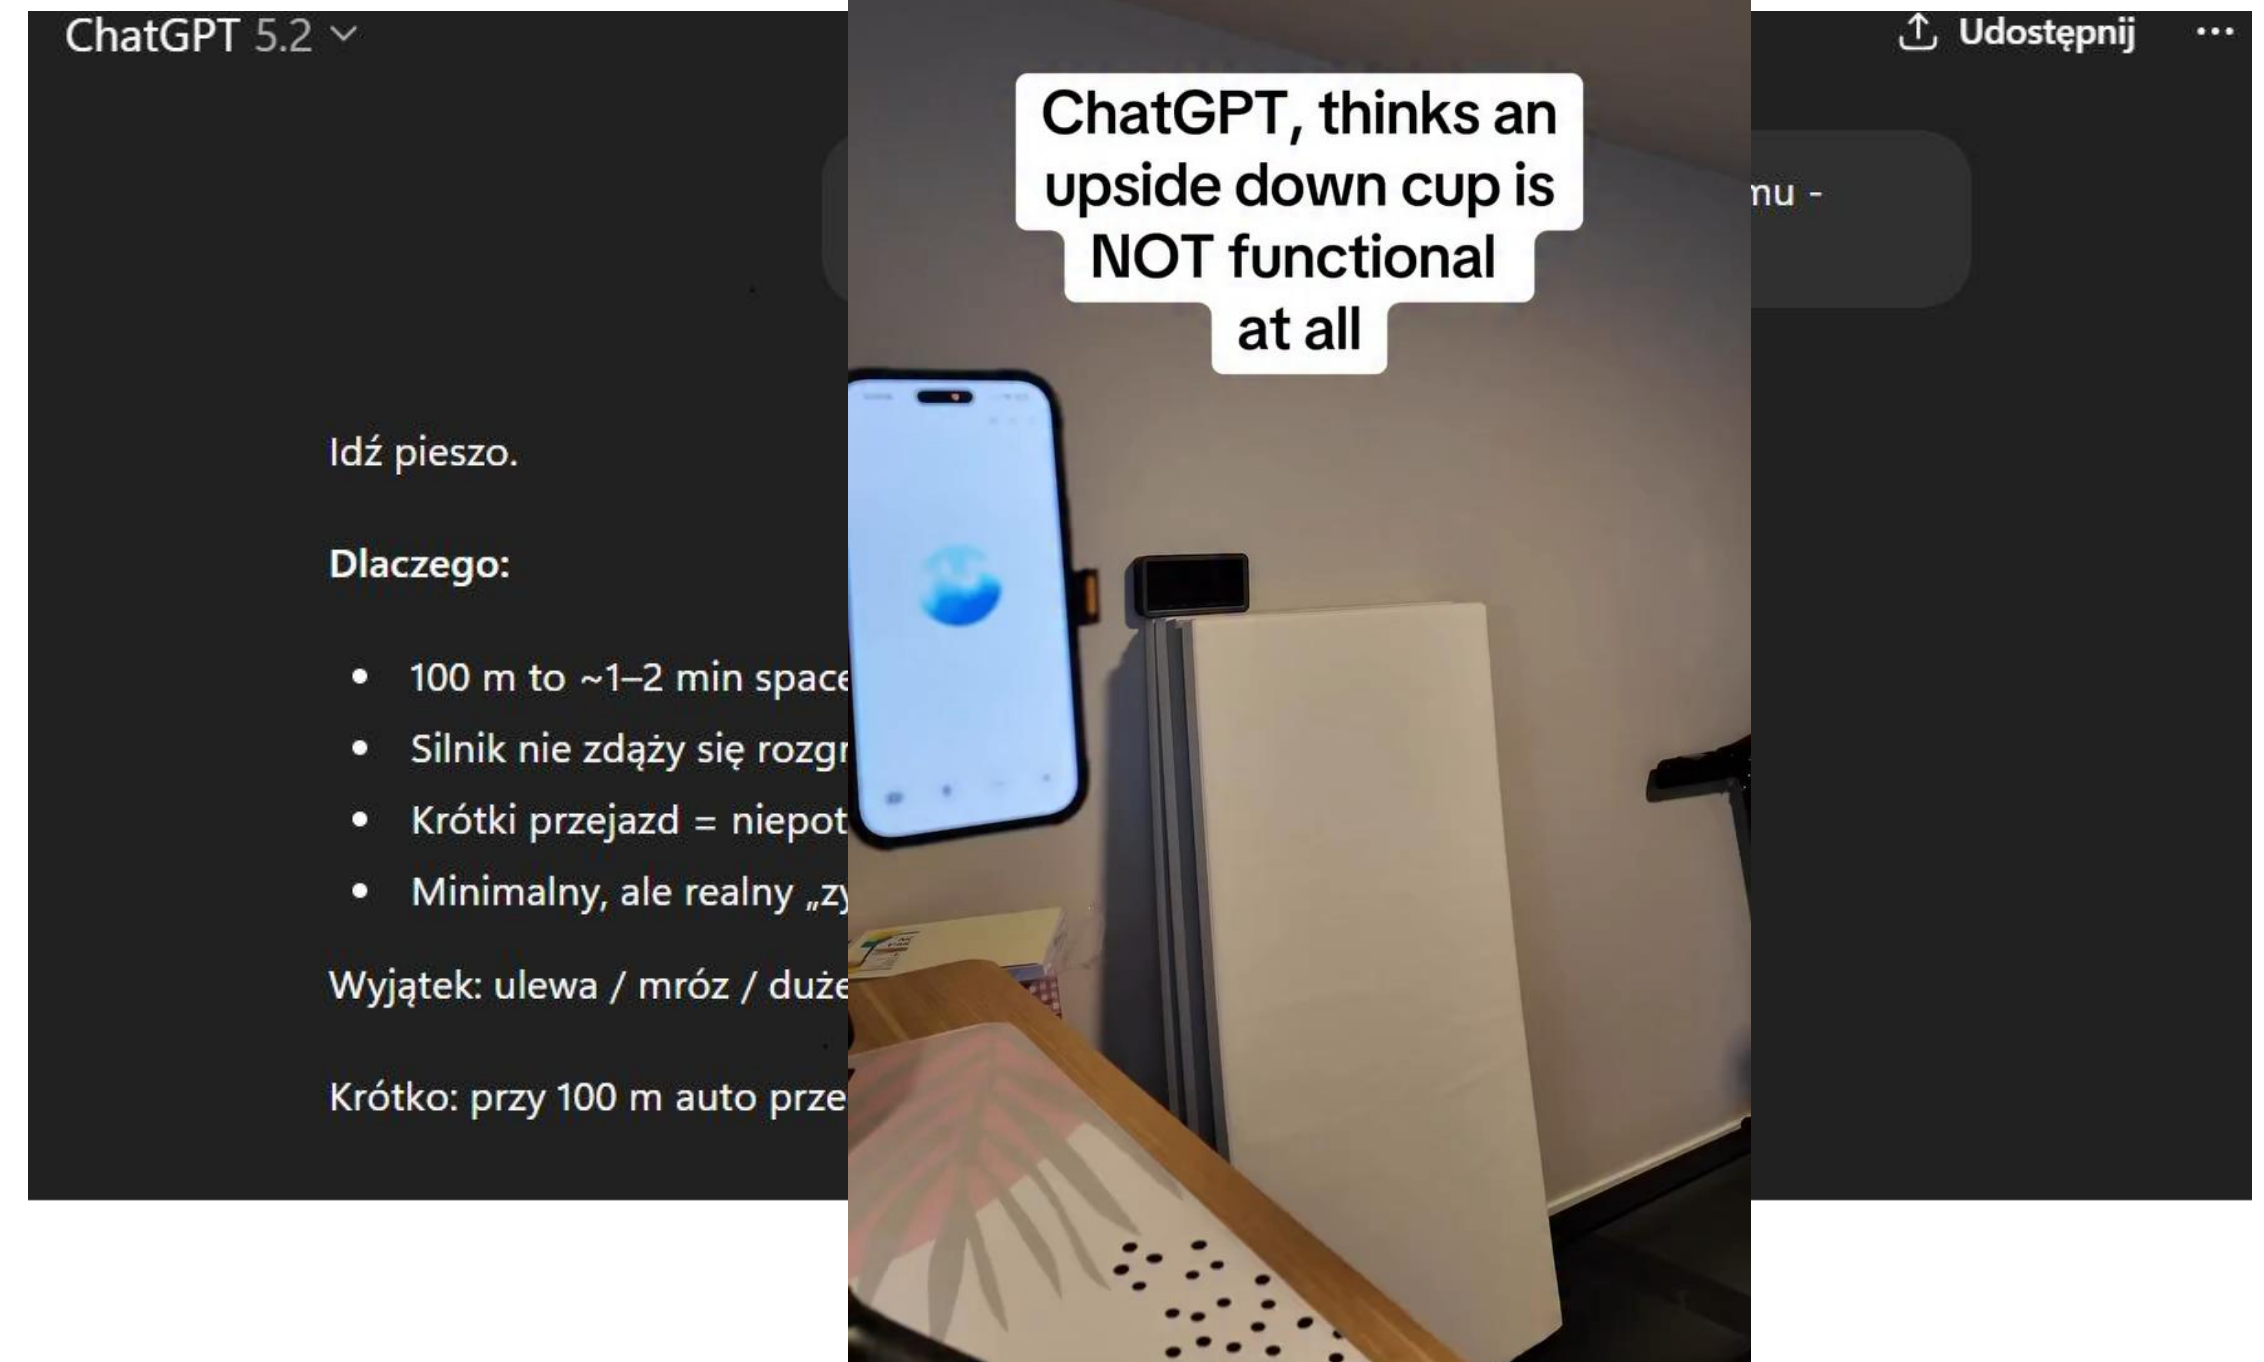 ChatGPT 5.2
Udostępnij
mu -
ChatGPT, thinks an
upside down cup is
NOT functional
at all
Idź pieszo.
Dlaczego:
100 m to ~1–2 min space
Silnik nie zdąży się rozgr
Krótki przejazd = niepot
Minimalny, ale realny „zy
Wyjątek: ulewa / mróz / duże
Krótko: przy 100 m auto prze